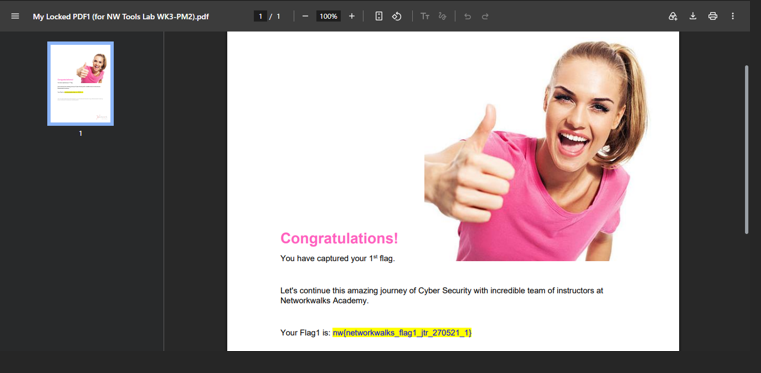 My Locked PDF1 (for NW Tools Lab WK3-PM2).pdf
1 / 1
100%
1
Congratulations!
You have captured your 1st flag.
Let's continue this amazing journey of Cyber Security with incredible team of instructors at
Networkwalks Academy.
Your Flag1 is: nw{networkwalks_flag1_jtr_270521_1}